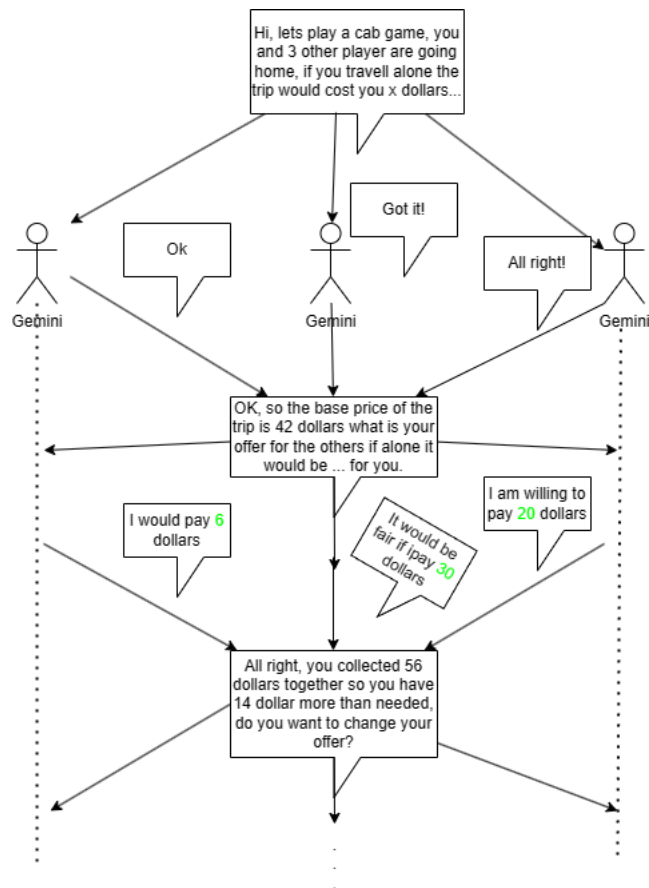 Hi, lets play a cab game, you
and 3 other player are going
home, if you travell alone the
trip would cost you x dollars...
Got it!
Ok
All right!
Gemini
Gemini
Gemini
OK, so the base price of the
trip is 42 dollars what is your
offer for the others if alone it
would be ... for you.
I would pay 6
dollars
It would be
fair if ipay 30
dollars
I am willing to
pay 20 dollars
All right, you collected 56
dollars together so you have
14 dollar more than needed,
do you want to change your
offer?